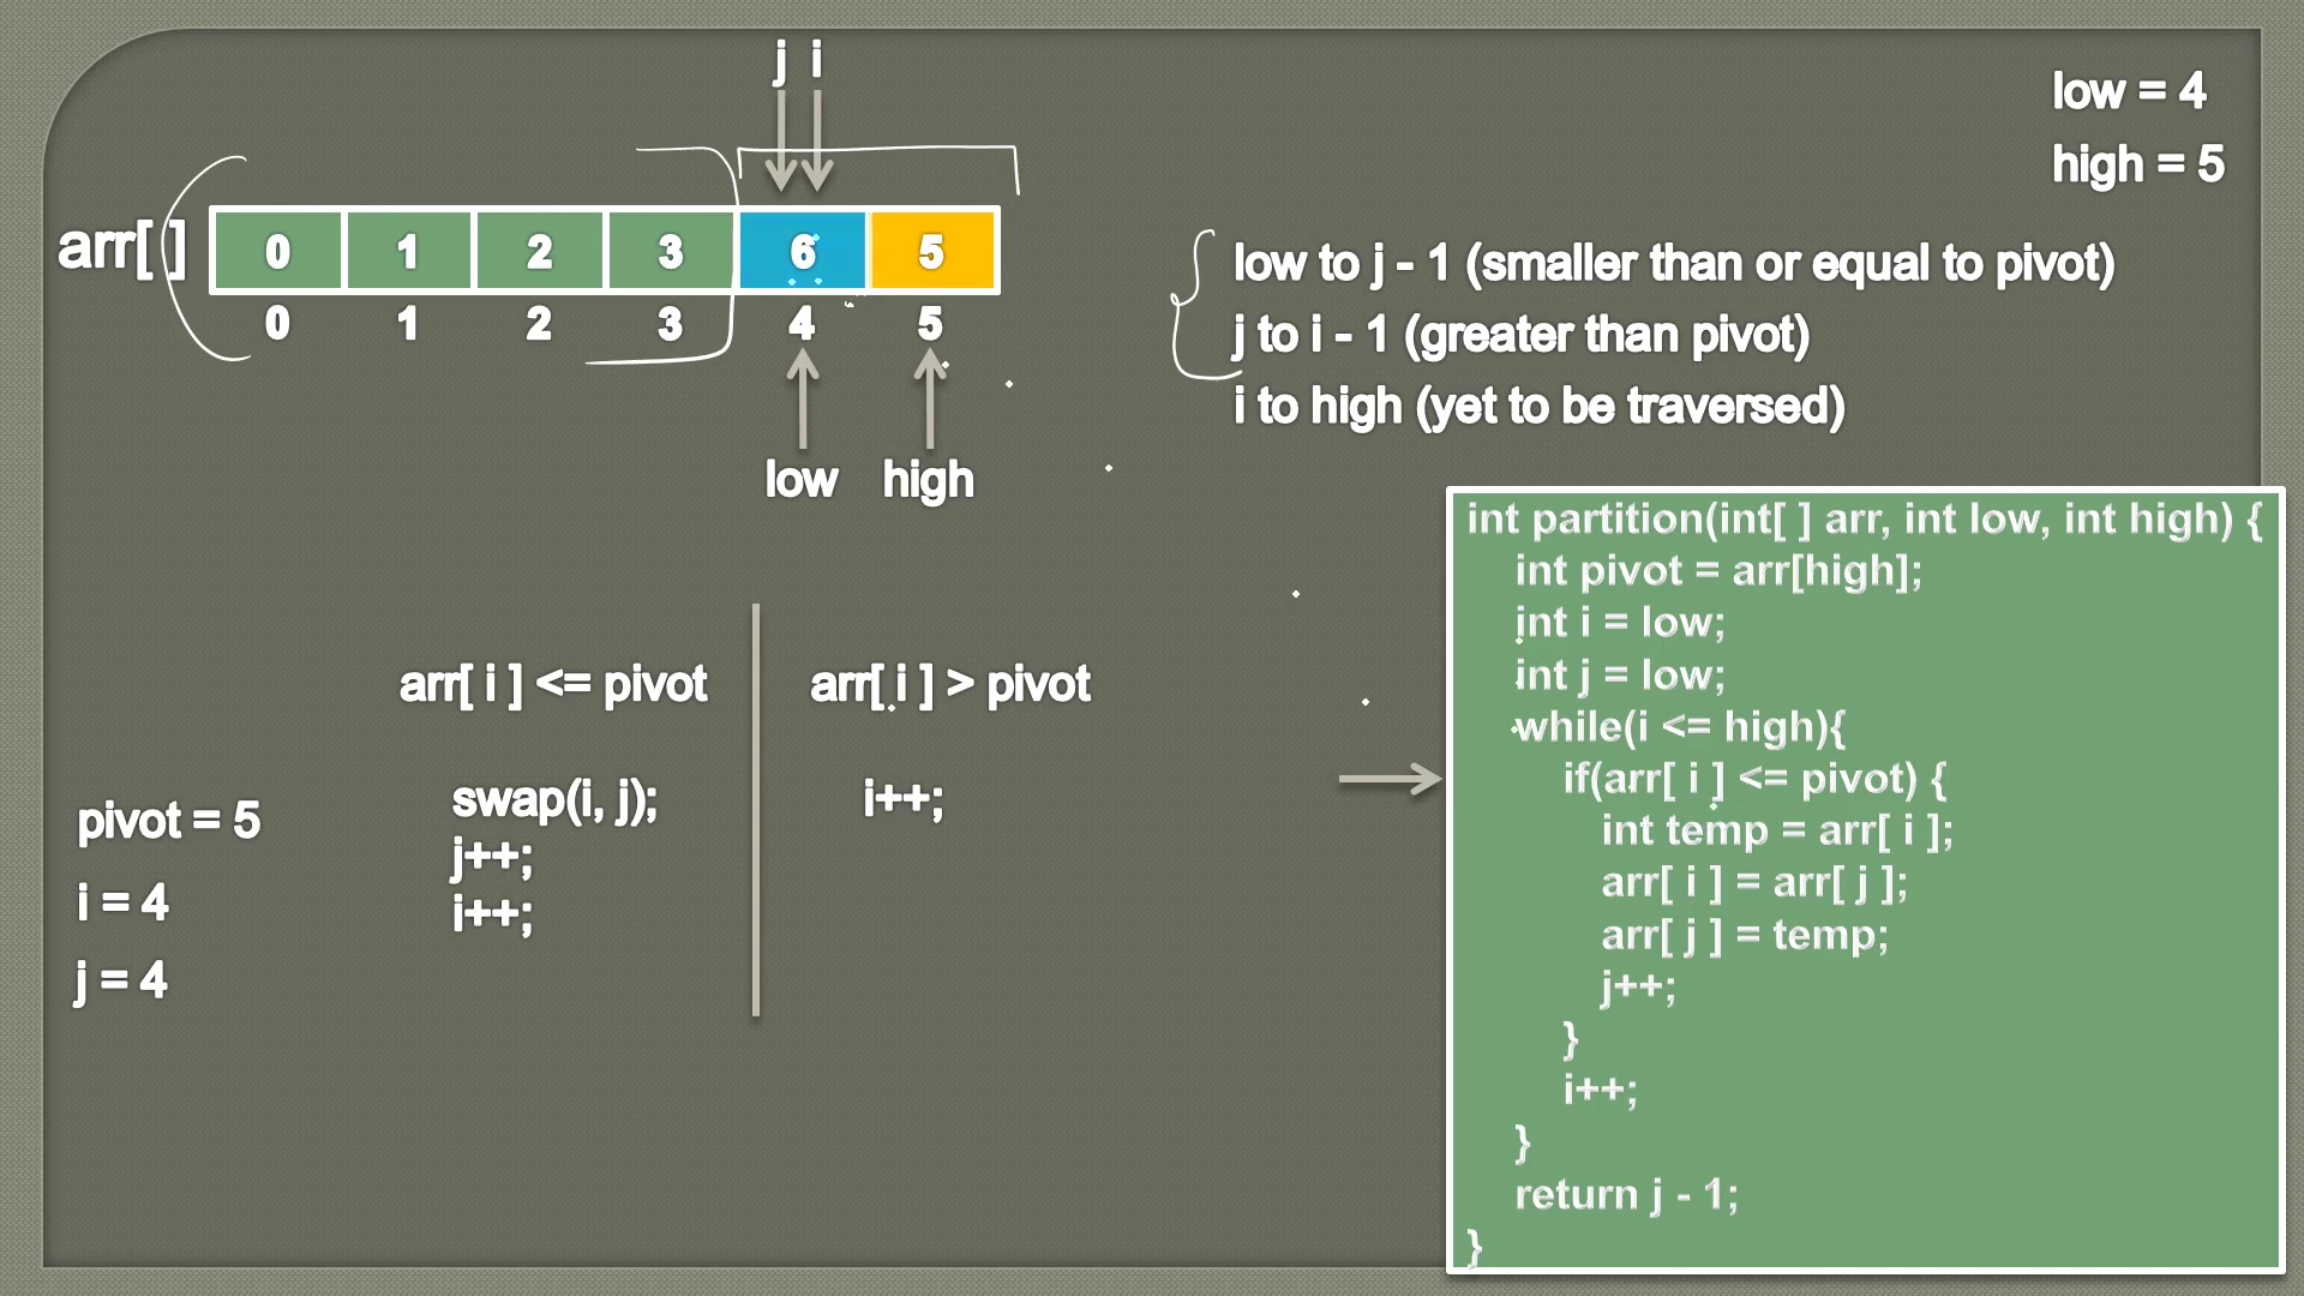 j i
low = 4
high = 5
arr[ ] 0 1 2 3 6 5
0 1 2 3 4 5
low high
low to j - 1 (smaller than or equal to pivot)
j to i - 1 (greater than pivot)
i to high (yet to be traversed)
arr[ i ] <= pivot
swap(i, j);
j++;
i++;
arr[ i ] > pivot
i++;
pivot = 5
i = 4
j = 4
int partition(int[ ] arr, int low, int high) {
int pivot = arr[high];
int i = low;
int j = low;
while(i <= high){
if(arr[ i ] <= pivot) {
int temp = arr[ i ];
arr[ i ] = arr[ j ];
arr[ j ] = temp;
j++;
}
i++;
}
return j - 1;
}